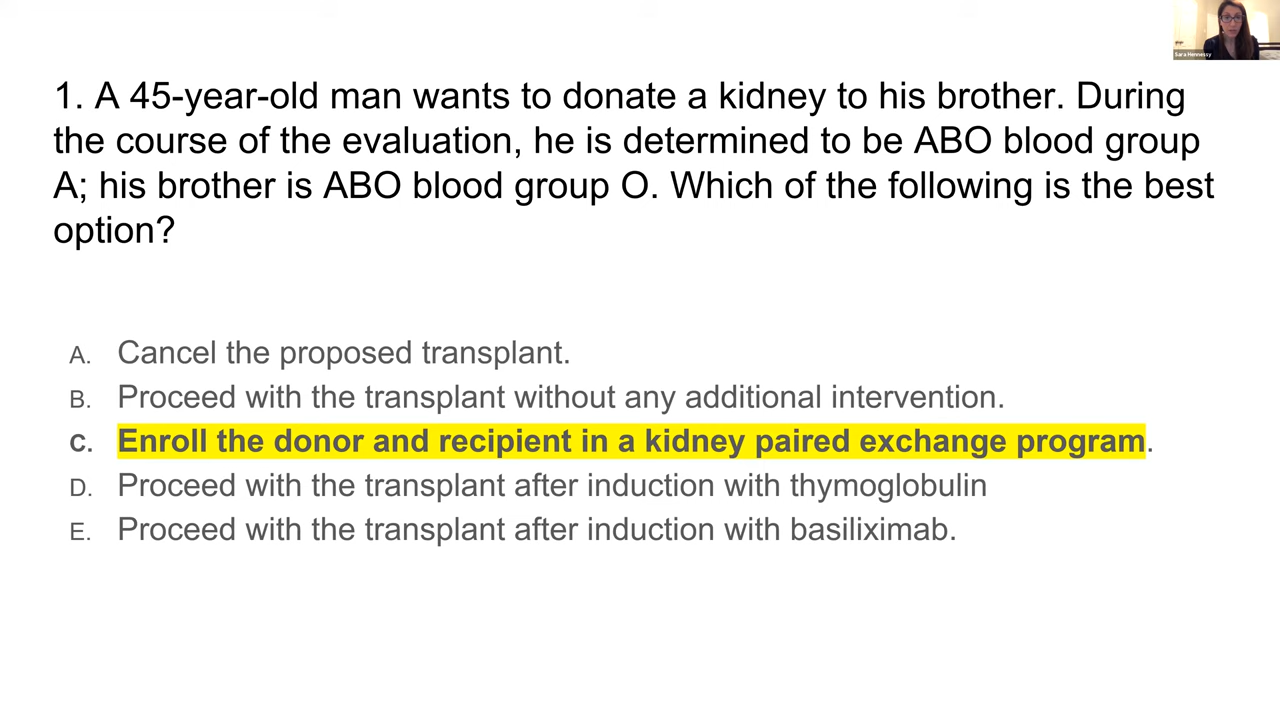 Sara Hennessy
1. A 45-year-old man wants to donate a kidney to his brother. During
the course of the evaluation, he is determined to be ABO blood group
A; his brother is ABO blood group O. Which of the following is the best
option?
A. Cancel the proposed transplant.
B. Proceed with the transplant without any additional intervention.
C. Enroll the donor and recipient in a kidney paired exchange program.
D. Proceed with the transplant after induction with thymoglobulin
E. Proceed with the transplant after induction with basiliximab.